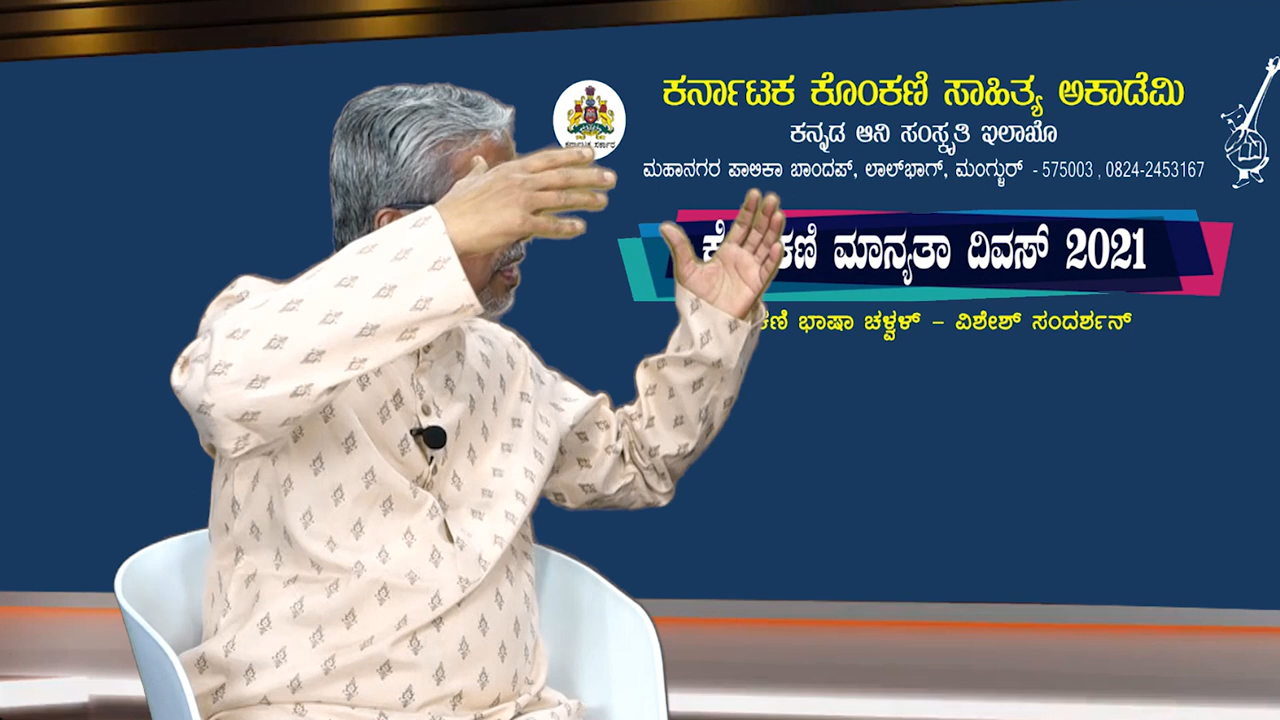 ಕರ್ನಾಟಕ ಕೊಂಕಣಿ ಸಾಹಿತ್ಯ ಅಕಾಡೆಮಿ
ಕನ್ನಡ ಆನಿ ಸಂಸ್ಕೃತಿ ಇಲಾಖೊ
ಮಹಾನಗರ ಪಾಲಿಕಾ ಬಾಂದಪ್, ಲಾಲ್‌ಭಾಗ್, ಮಂಗ್ಳುರ್ - 575003 , 0824-2453167
ಮಾನ್ಯತಾ ದಿವಸ್ 2021
ಭಾಷಾ ಚಳ್ವಳ್ - ವಿಶೇಶ್ ಸಂದರ್ಶನ್